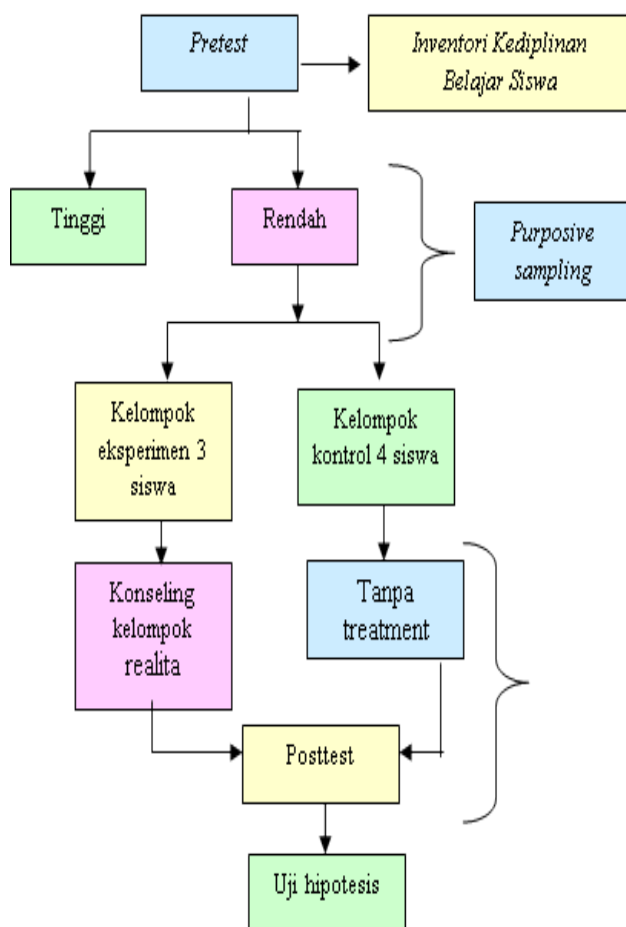 Pretest
Inventori Kediplinan
Belajar Siswa
Tinggi
Rendah
Purposive
sampling
Kelompok
eksperimen 3
siswa
Kelompok
kontrol 4 siswa
Konseling
kelompok
realita
Tanpa
treatment
Posttest
Uji hipotesis